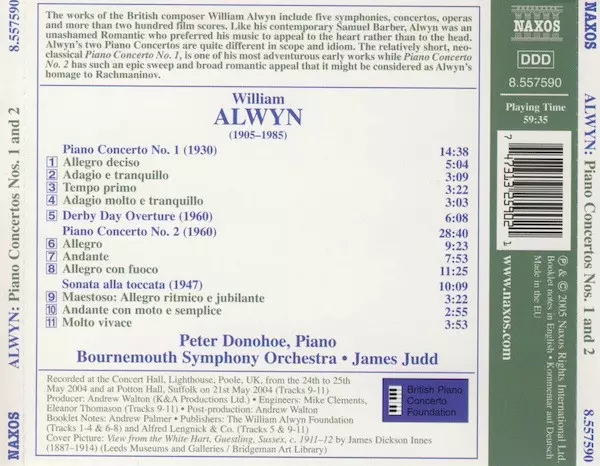 8.557590
ALWYN: Piano Concertos Nos. 1 and 2
NAXOS
The works of the British composer William Alwyn include five symphonies, concertos, operas
and more than two hundred film scores. Like his contemporary Samuel Barber, Alwyn was an
unashamed Romantic who preferred his music to appeal to the heart rather than to the head.
Alwyn's two Piano Concertos are quite different in scope and idiom. The relatively short, neo-
classical Piano Concerto No. 1, is one of his most adventurous early works while Piano Concerto
No. 2 has such an epic sweep and broad romantic appeal that it might be considered as Alwyn's
homage to Rachmaninov.
William
ALWYN
(1905–1985)
Piano Concerto No. 1 (1930) 14:38
1 Allegro deciso 5:04
2 Adagio e tranquillo 3:09
3 Tempo primo 3:22
4 Adagio molto e tranquillo 3:03
5 Derby Day Overture (1960) 6:08
Piano Concerto No. 2 (1960) 28:40
6 Allegro 9:23
7 Andante 7:53
8 Allegro con fuoco 11:25
Sonata alla toccata (1947) 10:09
9 Maestoso: Allegro ritmico e jubilante 3:22
10 Andante con moto e semplice 2:55
11 Molto vivace 3:53
Peter Donohoe, Piano
Bournemouth Symphony Orchestra • James Judd
Recorded at the Concert Hall, Lighthouse, Poole, UK, from the 24th to 25th
May 2004 and at Potton Hall, Suffolk on 21st May 2004 (Tracks 9-11)
Producer: Andrew Walton (K&A Productions Ltd.) • Engineers: Mike Clements,
Eleanor Thomason (Tracks 9-11) • Post-production: Andrew Walton
Booklet Notes: Andrew Palmer • Publishers: The William Alwyn Foundation
(Tracks 1-4 & 6-8) and Alfred Lengnick & Co. (Tracks 5 & 9-11)
Cover Picture: View from the White Hart, Guestling, Sussex, c. 1911–12 by James Dickson Innes
(1887–1914) (Leeds Museums and Galleries / Bridgeman Art Library)
British Piano
Concerto
Foundation
NAXOS
DDD
8.557590
Playing Time
59:35
7 47313 25902 1
www.naxos.com
℗ & © 2005 Naxos Rights International Ltd.
Booklet notes in English • Kommentar auf Deutsch
Made in the EU
NAXOS
ALWYN: Piano Concertos Nos. 1 and 2
8.557590